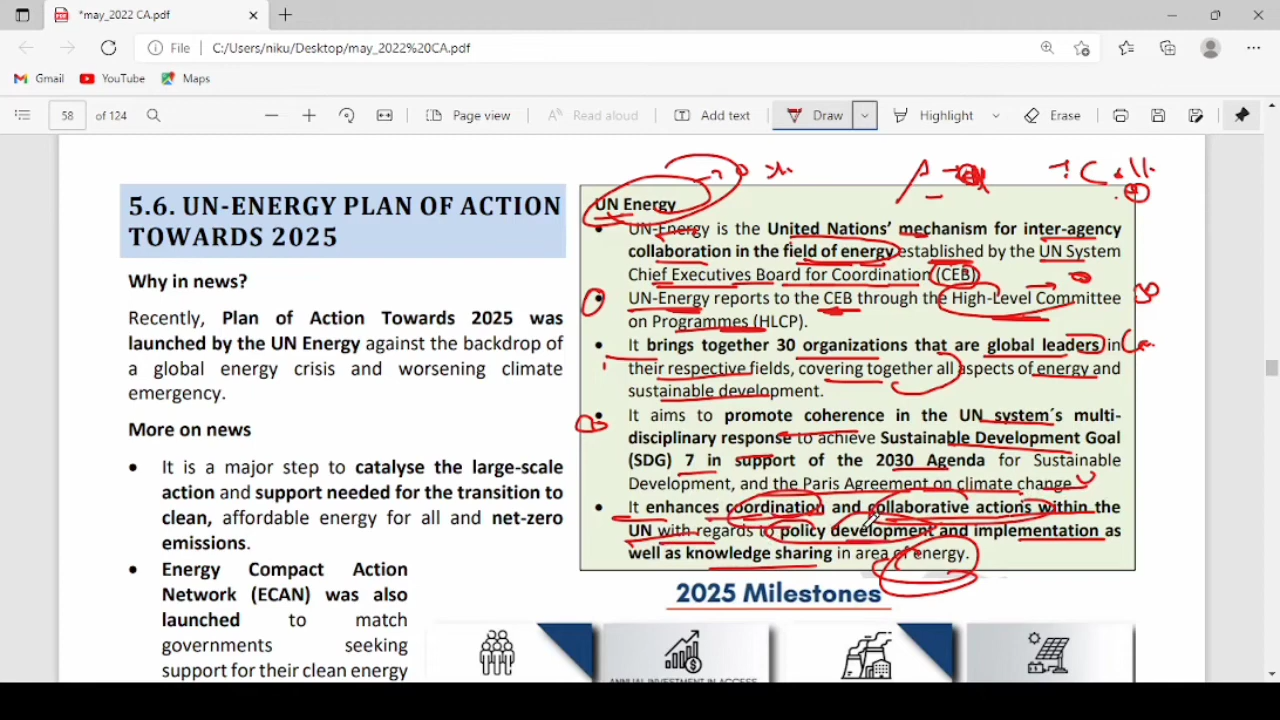 *may_2022 CA.pdf
File
C:/Users/niku/Desktop/may_2022%20CA.pdf
Gmail
YouTube
Maps
58
of 124
Page view
Read aloud
Add text
Draw
Highlight
Erase
5.6. UN-ENERGY PLAN OF ACTION
TOWARDS 2025
Why in news?
Recently, Plan of Action Towards 2025 was
launched by the UN Energy against the backdrop of
a global energy crisis and worsening climate
emergency.
More on news
• It is a major step to catalyse the large-scale
action and support needed for the transition to
clean, affordable energy for all and net-zero
emissions.
• Energy Compact Action
Network (ECAN) was also
launched to match
governments seeking
support for their clean energy
UN Energy
• UN-Energy is the United Nations’ mechanism for inter-agency
collaboration in the field of energy established by the UN System
Chief Executives Board for Coordination (CEB)
• UN-Energy reports to the CEB through the High-Level Committee
on Programmes (HLCP).
• It brings together 30 organizations that are global leaders in
their respective fields, covering together all aspects of energy and
sustainable development.
• It aims to promote coherence in the UN system´s multi-
disciplinary response to achieve Sustainable Development Goal
(SDG) 7 in support of the 2030 Agenda for Sustainable
Development, and the Paris Agreement on climate change
• It enhances coordination and collaborative actions within the
UN with regards to policy development and implementation as
well as knowledge sharing in area of energy.
2025 Milestones
ANNUAL INVESTMENT IN ACCESS